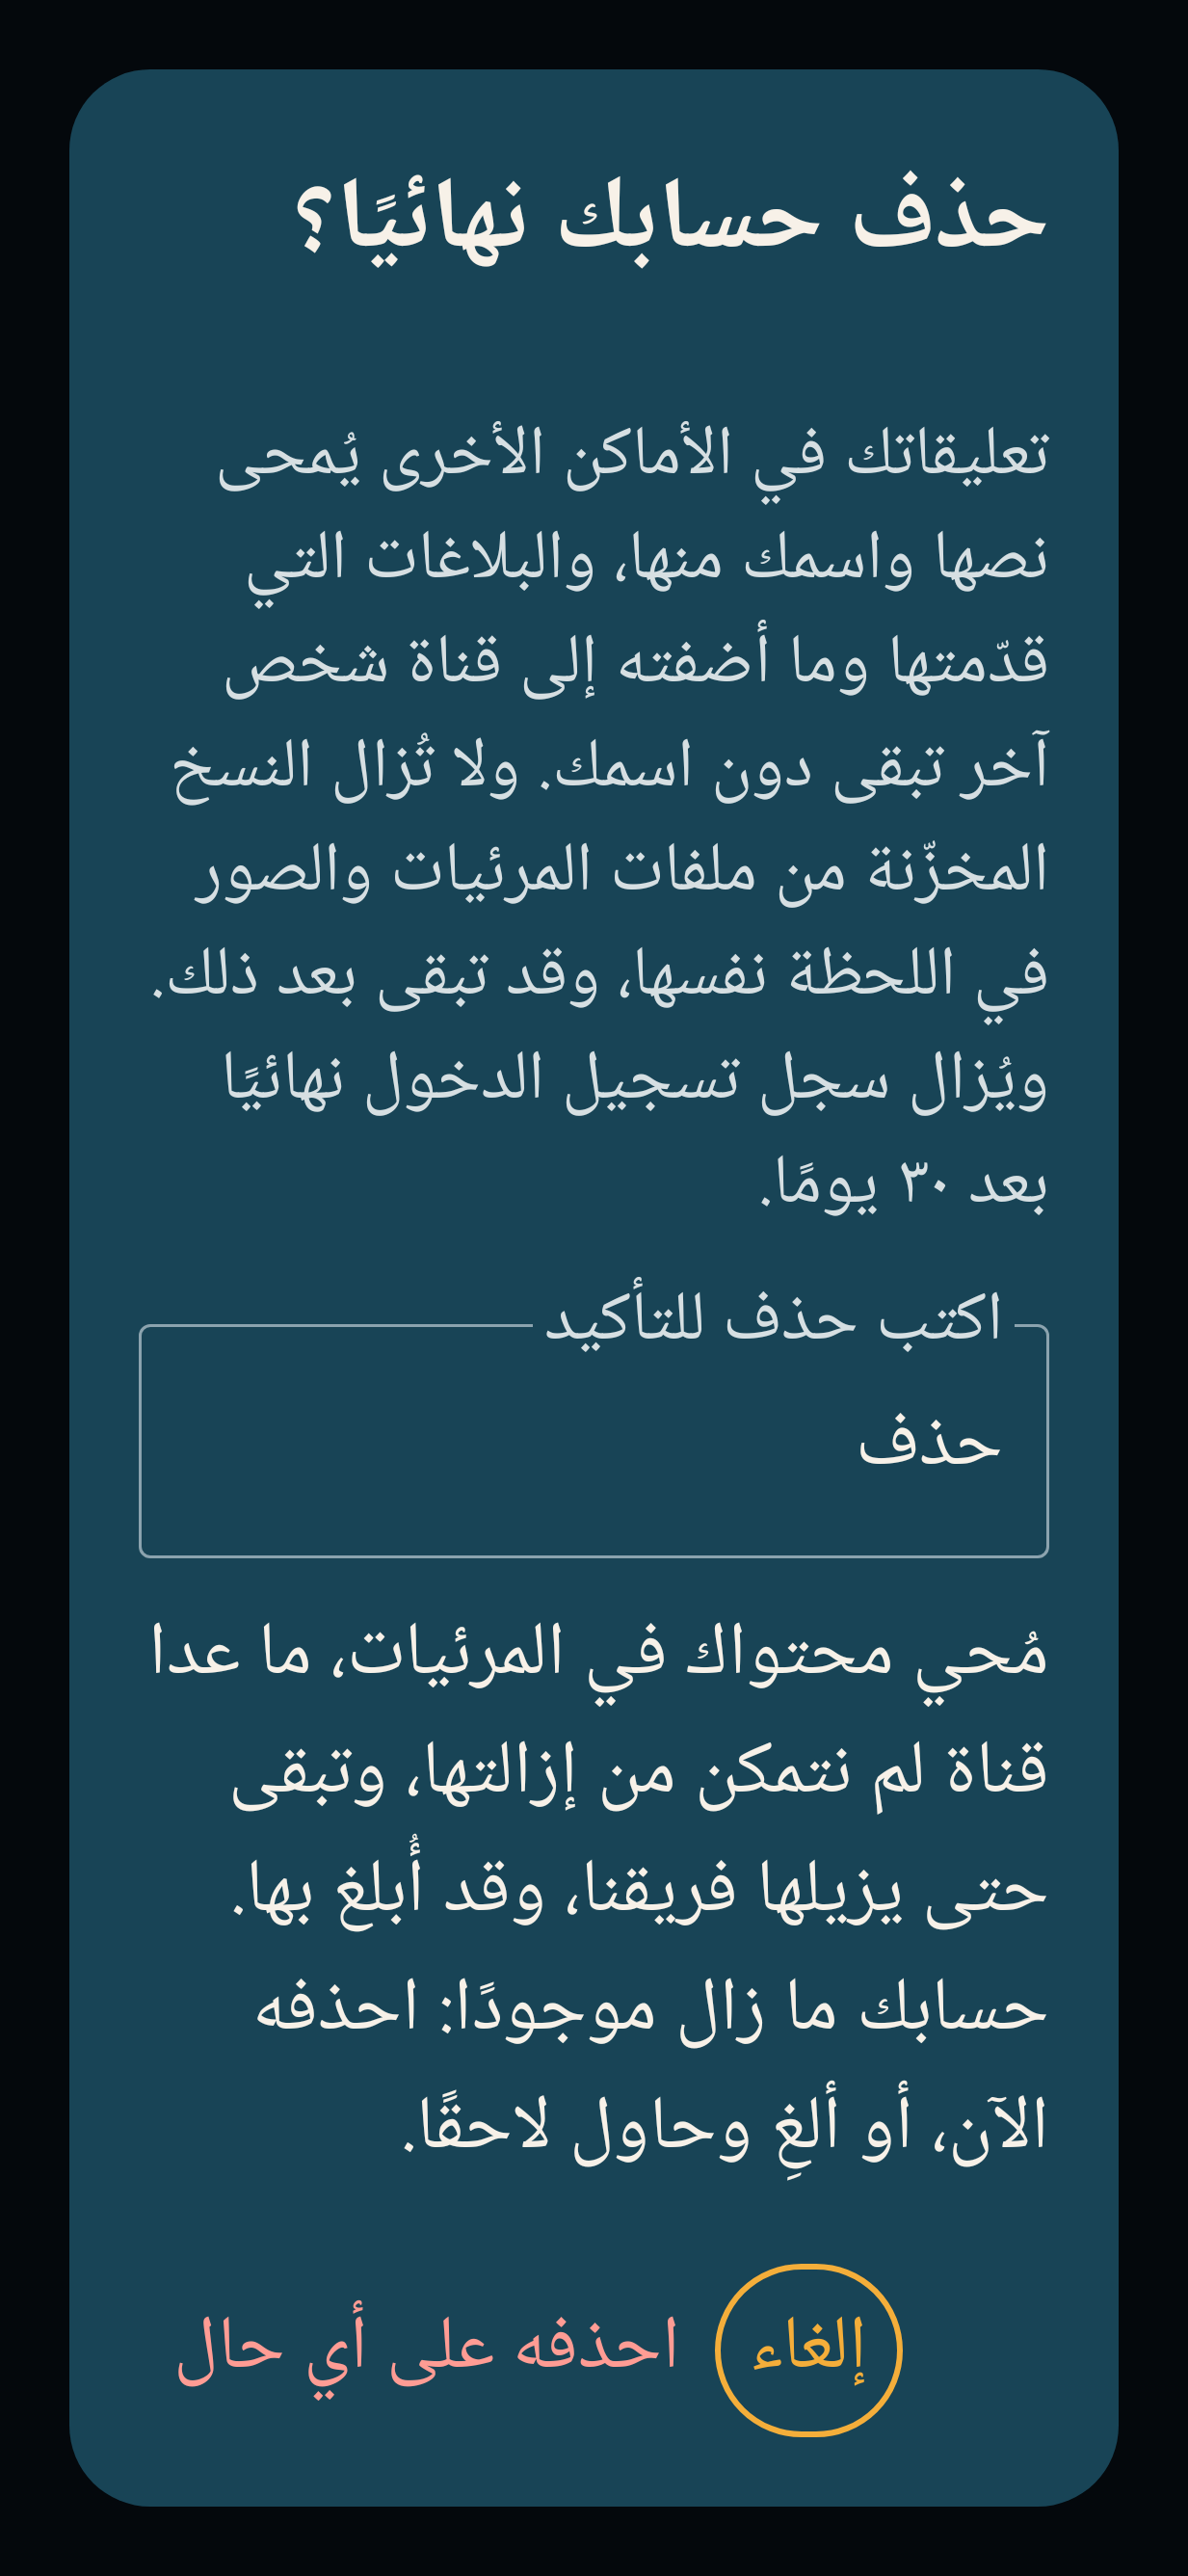 حذف حسابك نهائيًا؟
تعليقاتك في الأماكن الأخرى يُمحى
نصها واسمك منها، والبلاغات التي
قدّمتها وما أضفته إلى قناة شخص
آخر تبقى دون اسمك. ولا تُزال النسخ
المخزّنة من ملفات المرئيات والصور
في اللحظة نفسها، وقد تبقى بعد ذلك.
ويُزال سجل تسجيل الدخول نهائيًا
بعد ٣٠ يومًا.
اكتب حذف للتأكيد
حذف
مُحي محتواك في المرئيات، ما عدا
قناة لم نتمكن من إزالتها، وتبقى
حتى يزيلها فريقنا، وقد أُبلغ بها.
حسابك ما زال موجودًا: احذفه
الآن، أو ألغِ وحاول لاحقًا.
إلغاء
احذفه على أي حال